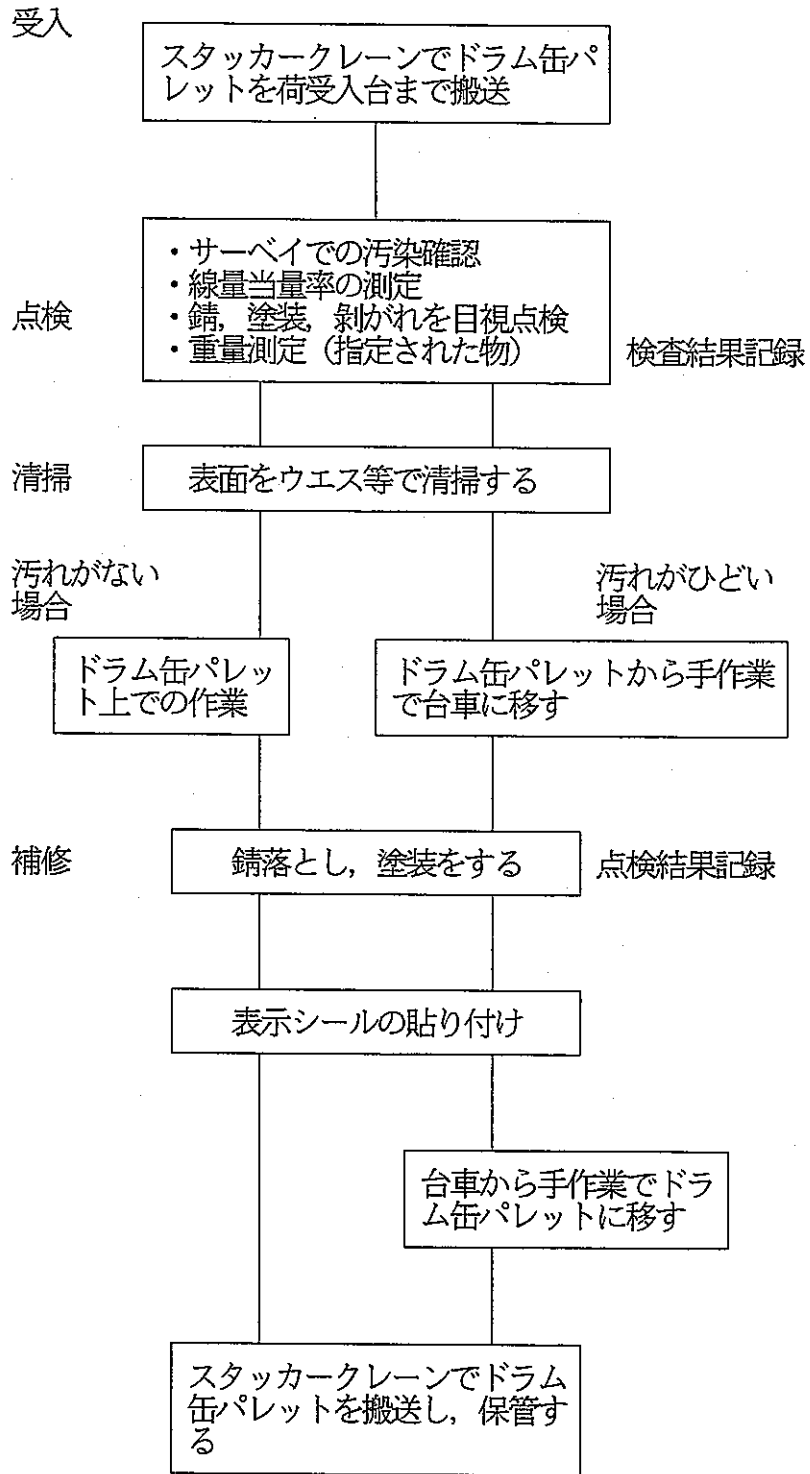 受入
スタッカークレーンでドラム缶パ
レットを荷受入台まで搬送
点検
・サーベイでの汚染確認
・線量当量率の測定
・錆，塗装，剥がれを目視点検
・重量測定（指定された物）
検査結果記録
清掃
表面をウエス等で清掃する
汚れがない
場合
汚れがひどい
場合
ドラム缶パレッ
ト上での作業
ドラム缶パレットから手作業
で台車に移す
補修
錆落とし，塗装をする
点検結果記録
表示シールの貼り付け
台車から手作業でドラ
ム缶パレットに移す
スタッカークレーンでドラム
缶パレットを搬送し，保管す
る